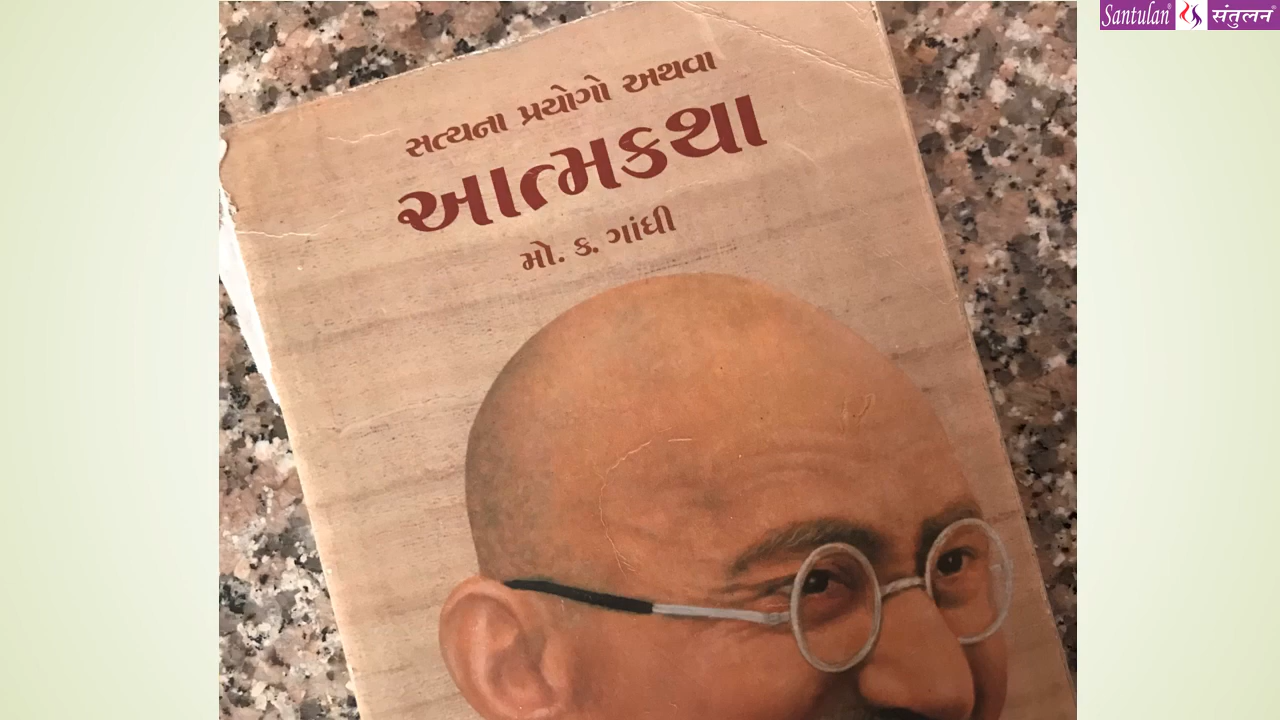 Santulan® संतुलन®
સત્યના પ્રયોગો અથવા
આત્મકથા
મો. ક. ગાંધી